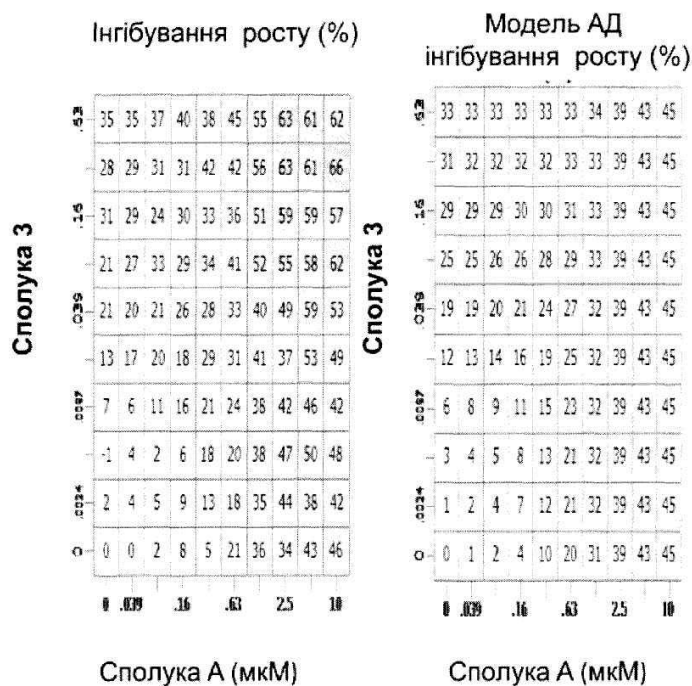 Інгібування росту (%)
Модель АД
інгібування росту (%)
Сполука 3
.63
35 35 37 40 38 45 55 63 61 62
28 29 31 31 42 42 56 63 61 66
.16
31 29 24 30 33 36 51 59 59 57
21 27 33 29 34 41 52 55 58 62
.039
21 20 21 26 28 33 40 49 59 53
13 17 20 18 29 31 41 37 53 49
.0097
7 6 11 16 21 24 38 42 46 42
-1 4 2 6 18 20 38 47 50 48
.0024
2 4 5 9 13 18 35 44 38 42
0
0 0 2 8 5 21 36 34 43 46
0 .039 .16 .63 2.5 10
Сполука А (мкМ)
Сполука 3
.63
33 33 33 33 33 33 34 39 43 45
31 32 32 32 32 33 33 39 43 45
.16
29 29 29 30 30 31 33 39 43 45
25 25 26 26 28 29 33 39 43 45
.039
19 19 20 21 24 27 32 39 43 45
12 13 14 16 19 25 32 39 43 45
.0097
6 8 9 11 15 23 32 39 43 45
3 4 5 8 13 21 32 39 43 45
.0024
1 2 4 7 12 21 32 39 43 45
0
0 1 2 4 10 20 31 39 43 45
0 .039 .16 .63 2.5 10
Сполука А (мкМ)